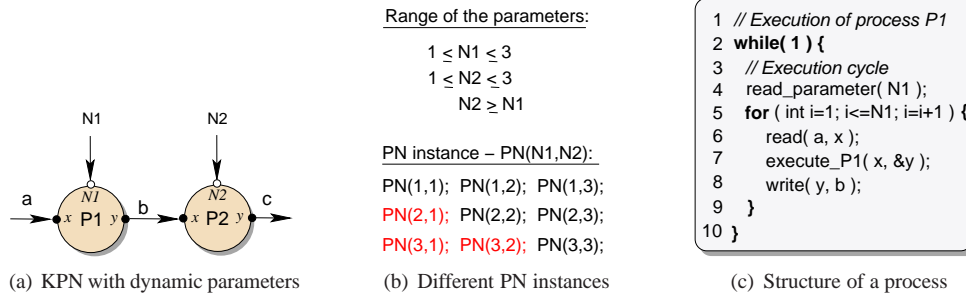 N1
N2
a
N1
x P1 y
b
N2
x P2 y
c
(a) KPN with dynamic parameters
Range of the parameters:
1 ≤ N1 ≤ 3
1 ≤ N2 ≤ 3
N2 ≥ N1
PN instance – PN(N1,N2):
PN(1,1); PN(1,2); PN(1,3);
PN(2,1); PN(2,2); PN(2,3);
PN(3,1); PN(3,2); PN(3,3);
(b) Different PN instances
1 // Execution of process P1
2 while( 1 ) {
3 // Execution cycle
4 read_parameter( N1 );
5 for ( int i=1; i<=N1; i=i+1 ) {
6 read( a, x );
7 execute_P1( x, &y );
8 write( y, b );
9 }
10 }
(c) Structure of a process